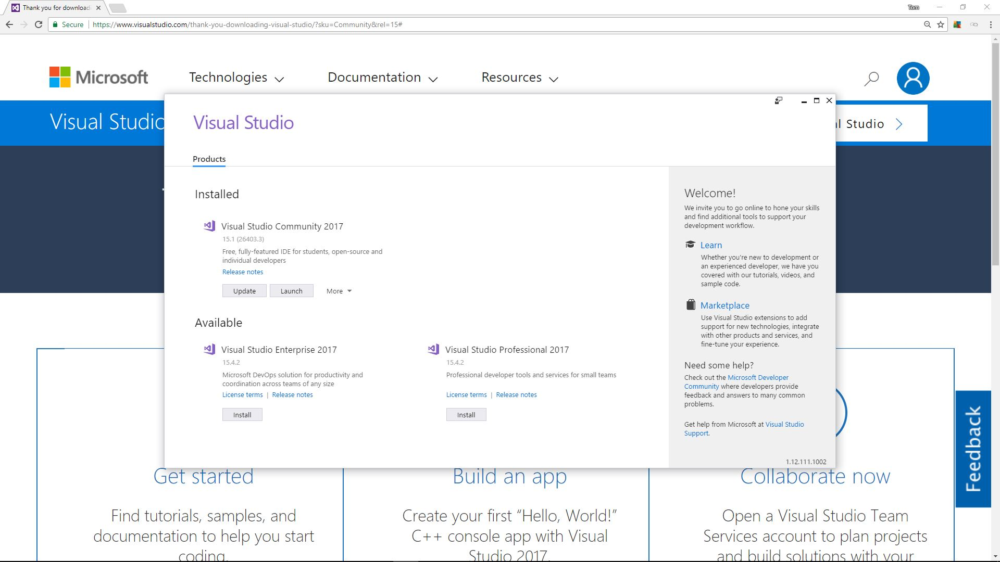 Thank you for download
Tom
Secure
https://www.visualstudio.com/thank-you-downloading-visual-studio/?sku=Community&rel=15#
Microsoft
Technologies
Documentation
Resources
Visual Studio
Visual Studio
al Studio
Products
Installed
Visual Studio Community 2017
15.1 (26403.3)
Free, fully-featured IDE for students, open-source and
individual developers
Release notes
Update
Launch
More
Available
Visual Studio Enterprise 2017
15.4.2
Microsoft DevOps solution for productivity and
coordination across teams of any size
License terms | Release notes
Install
Visual Studio Professional 2017
15.4.2
Professional developer tools and services for small teams
License terms | Release notes
Install
Welcome!
We invite you to go online to hone your skills
and find additional tools to support your
development workflow.
Learn
Whether you're new to development or
an experienced developer, we have you
covered with our tutorials, videos, and
sample code.
Marketplace
Use Visual Studio extensions to add
support for new technologies, integrate
with other products and services, and
fine-tune your experience.
Need some help?
Check out the Microsoft Developer
Community where developers provide
feedback and answers to many common
problems.
Get help from Microsoft at Visual Studio
Support.
1.12.111.1002
Feedback
Get started
Find tutorials, samples, and
documentation to help you start
coding.
Build an app
Create your first “Hello, World!”
C++ console app with Visual
Studio 2017.
Collaborate now
Open a Visual Studio Team
Services account to plan projects
and build solutions with your